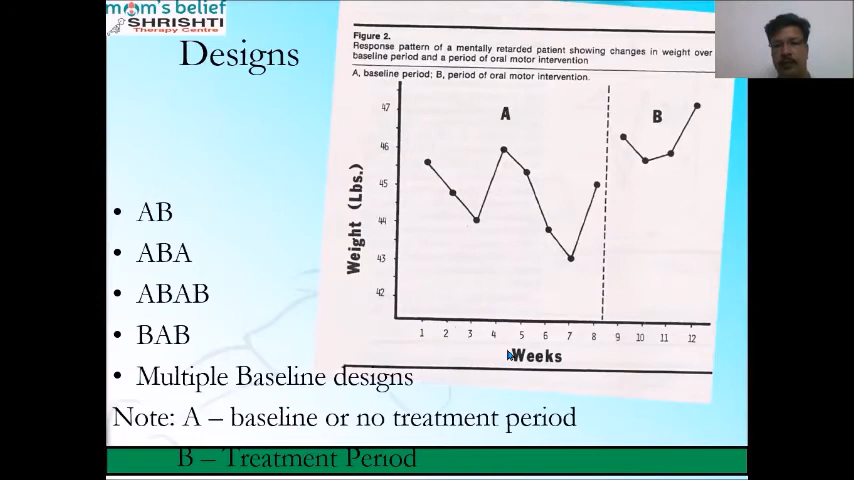 mom's belief
SHRISHTI
Therapy Centre
Designs
• AB
• ABA
• ABAB
• BAB
• Multiple Baseline designs
Note: A – baseline or no treatment period
B – Treatment Period
Figure 2.
Response pattern of a mentally retarded patient showing changes in weight over
baseline period and a period of oral motor intervention
A, baseline period; B, period of oral motor intervention.
A
B
Weight (Lbs.)
47
46
45
44
43
42
1 2 3 4 5 6 7 8 9 10 11 12
Weeks